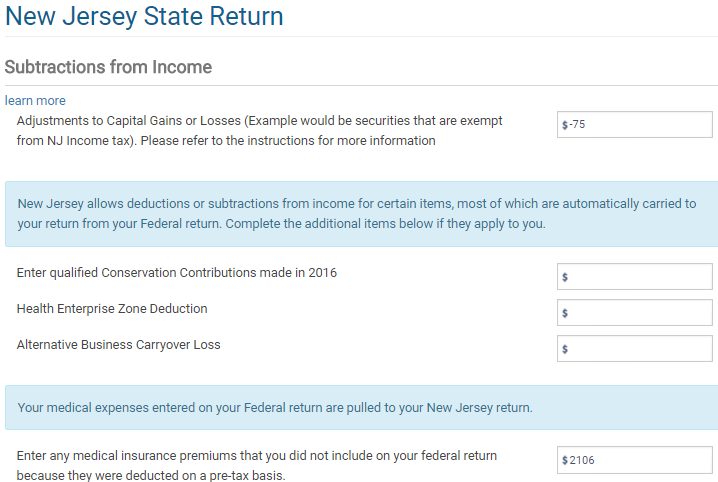 New Jersey State Return
Subtractions from Income
learn more
Adjustments to Capital Gains or Losses (Example would be securities that are exempt
from NJ Income tax). Please refer to the instructions for more information
$-75
New Jersey allows deductions or subtractions from income for certain items, most of which are automatically carried to
your return from your Federal return. Complete the additional items below if they apply to you.
Enter qualified Conservation Contributions made in 2016
$
Health Enterprise Zone Deduction
$
Alternative Business Carryover Loss
$
Your medical expenses entered on your Federal return are pulled to your New Jersey return.
Enter any medical insurance premiums that you did not include on your federal return
because they were deducted on a pre-tax basis.
$2106